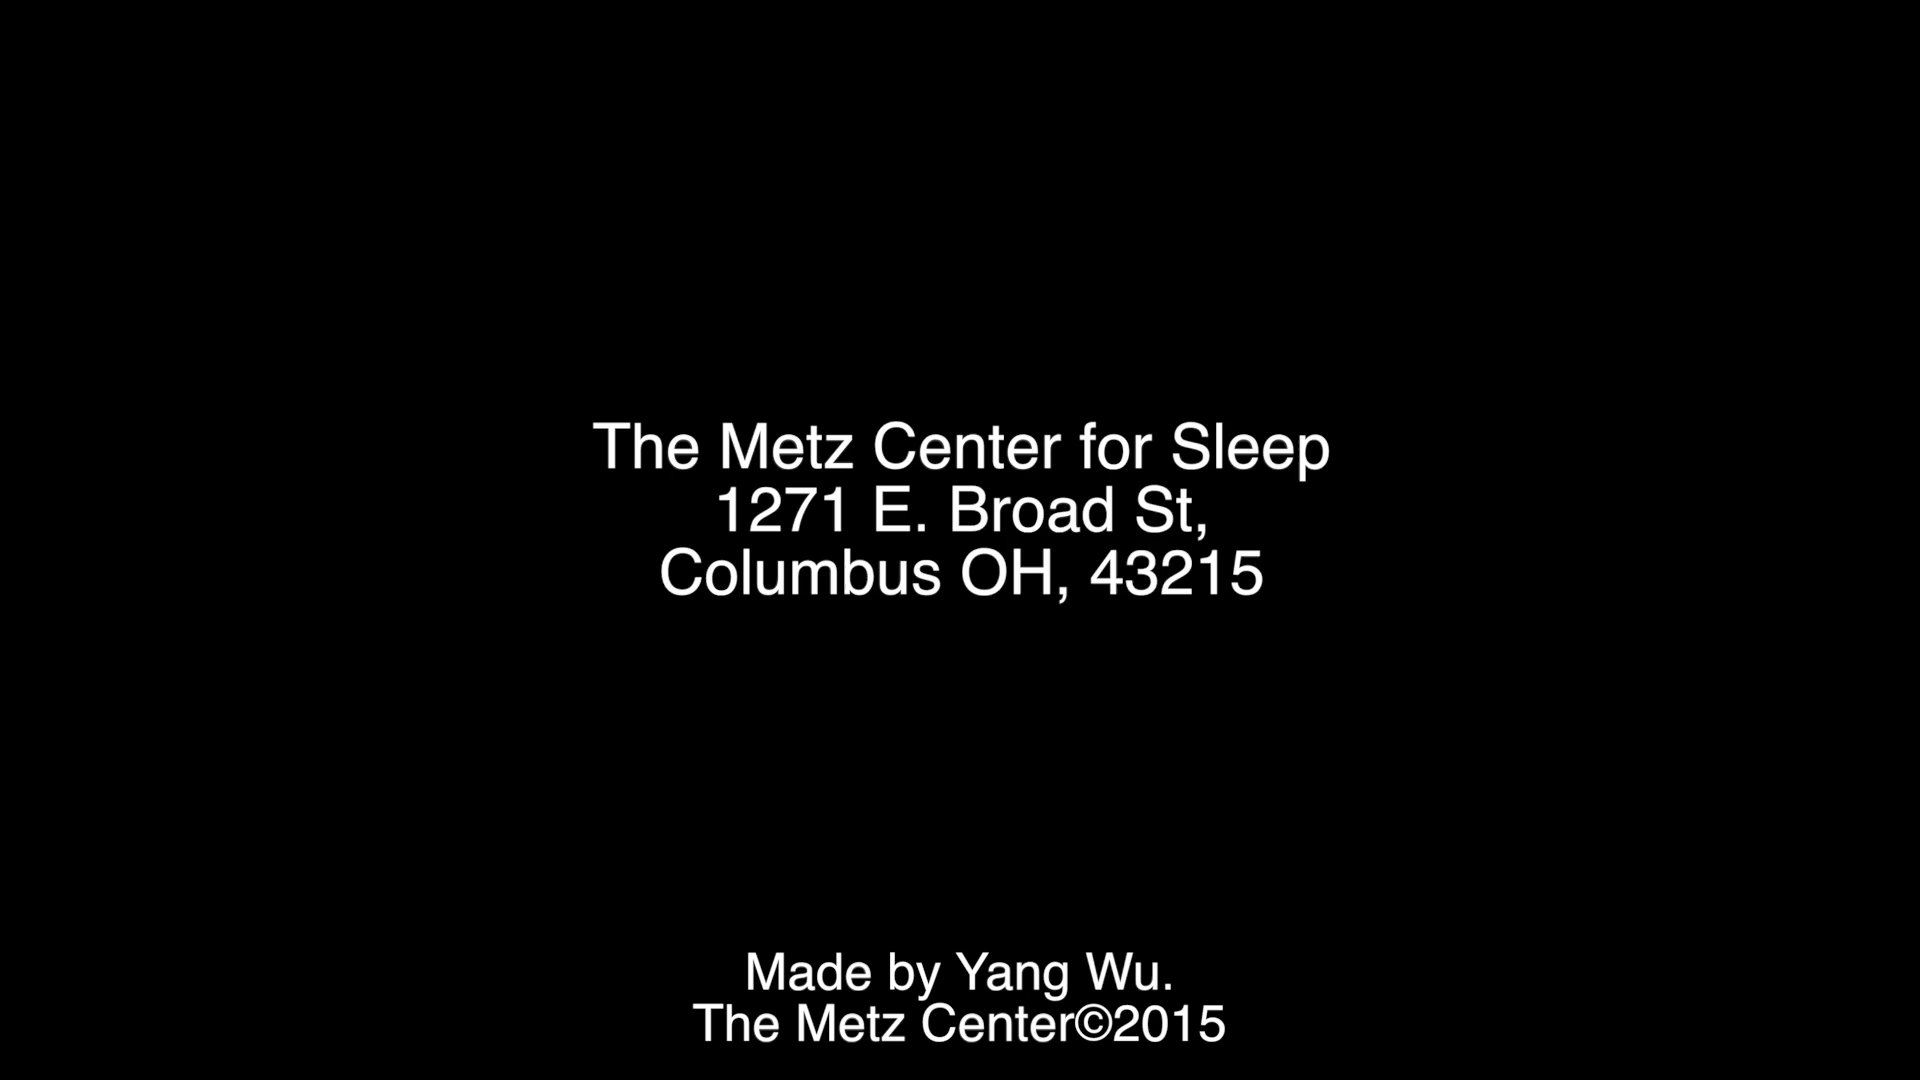 The Metz Center for Sleep
1271 E. Broad St,
Columbus OH, 43215
Made by Yang Wu.
The Metz Center©2015